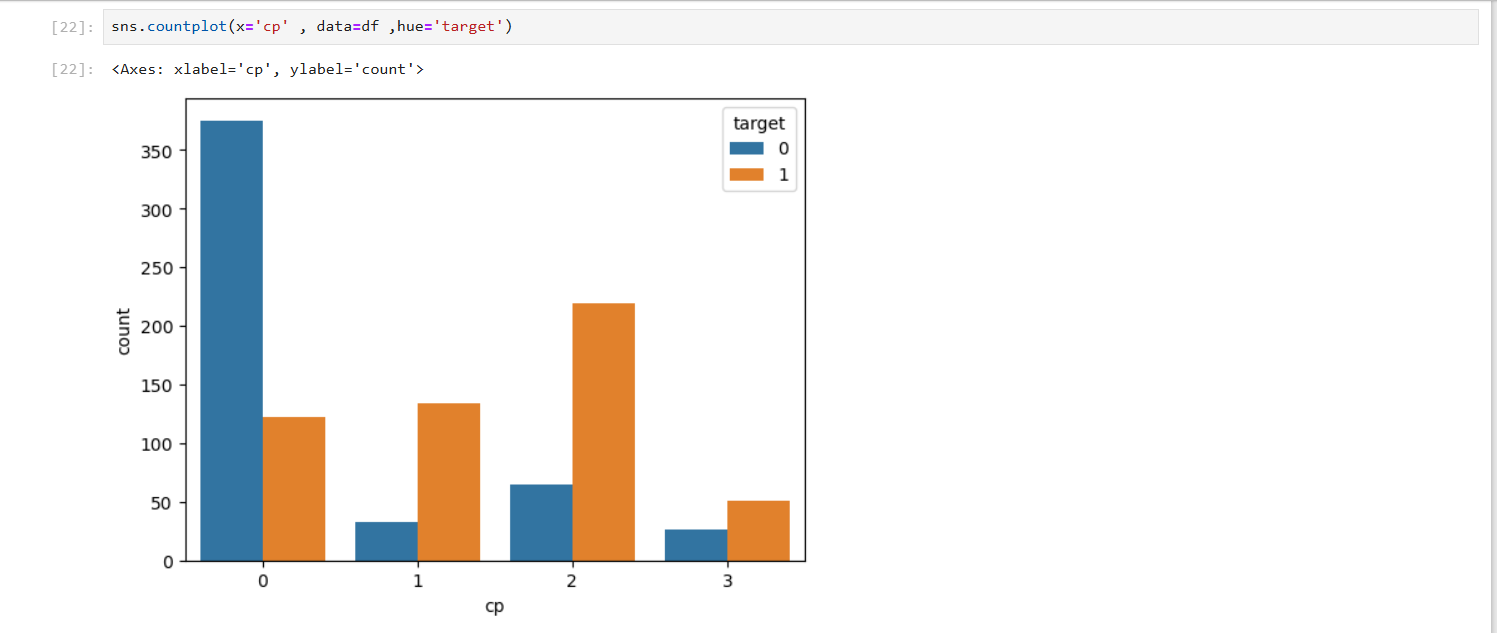 [22]: sns.countplot(x='cp' , data=df ,hue='target')
[22]: <Axes: xlabel='cp', ylabel='count'>
target
0
1
350
300
250
200
150
100
50
0
count
0 1 2 3
cp